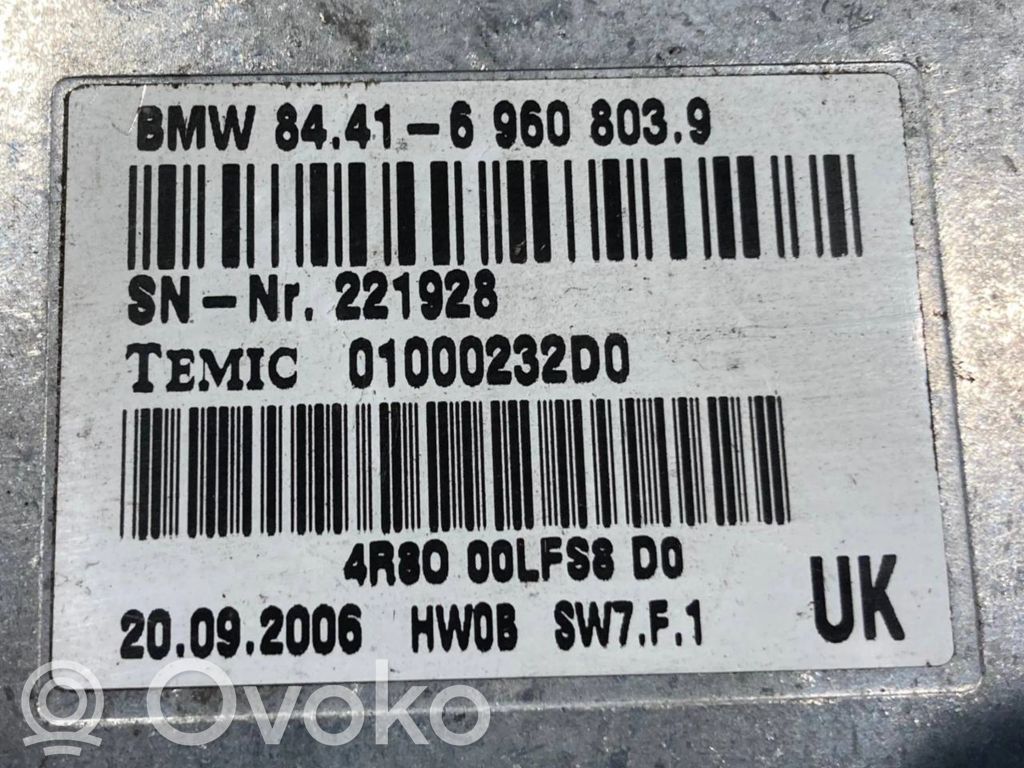 BMW 84.41-6 960 803.9
SN-Nr. 221928
TEMIC 01000232D0
4R80 00LFS8 D0
20.09.2006 HW0B SW7.F.1 UK
Ovoko